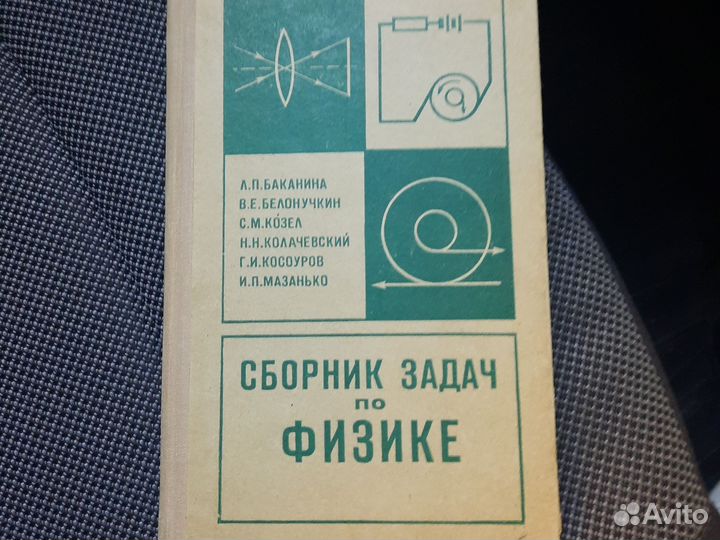 Л.П.БАКАНИНА
В.Е.БЕЛОНУЧКИН
С.М.КО́ЗЕЛ
Н.Н.КОЛАЧЕВСКИЙ
Г.И.КОСОУРОВ
И.П.МАЗАНЬКО
СБОРНИК ЗАДАЧ
ПО
ФИЗИКЕ
Avito